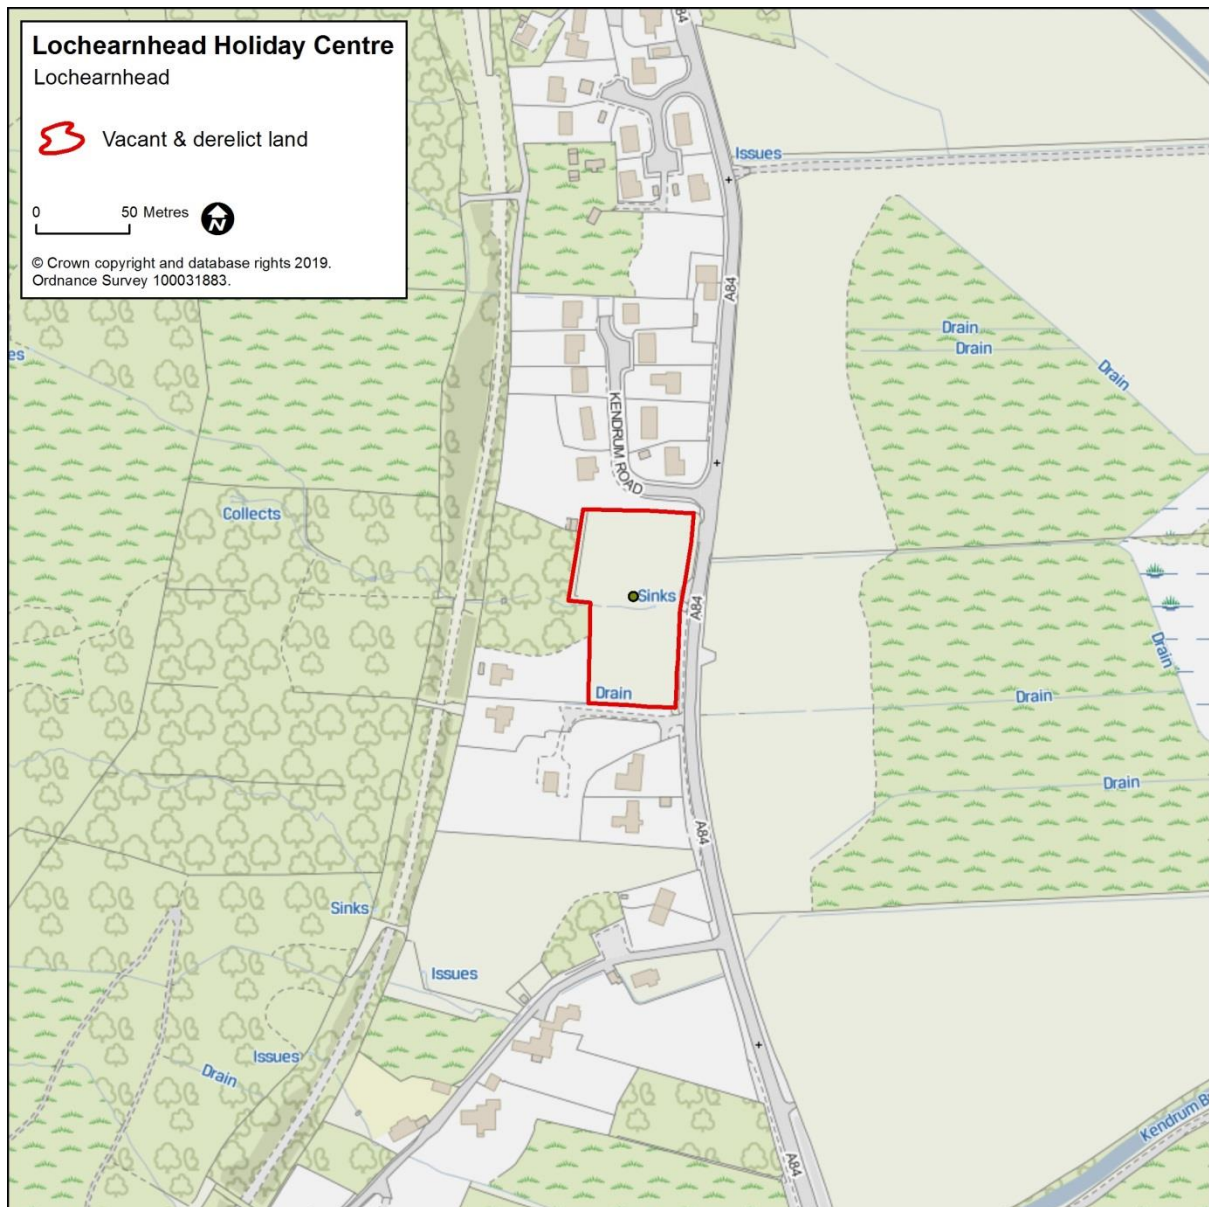 Lochearnhead Holiday Centre
Lochearnhead
Vacant & derelict land
0 50 Metres
N
© Crown copyright and database rights 2019.
Ordnance Survey 100031883.
A84
Issues
A84
Drain
Drain
Drain
KENDRUM ROAD
Collects
Sinks
A84
Drain
Drain
Drain
Drain
A84
Sinks
Issues
Issues
Drain
Kendrum B
A84